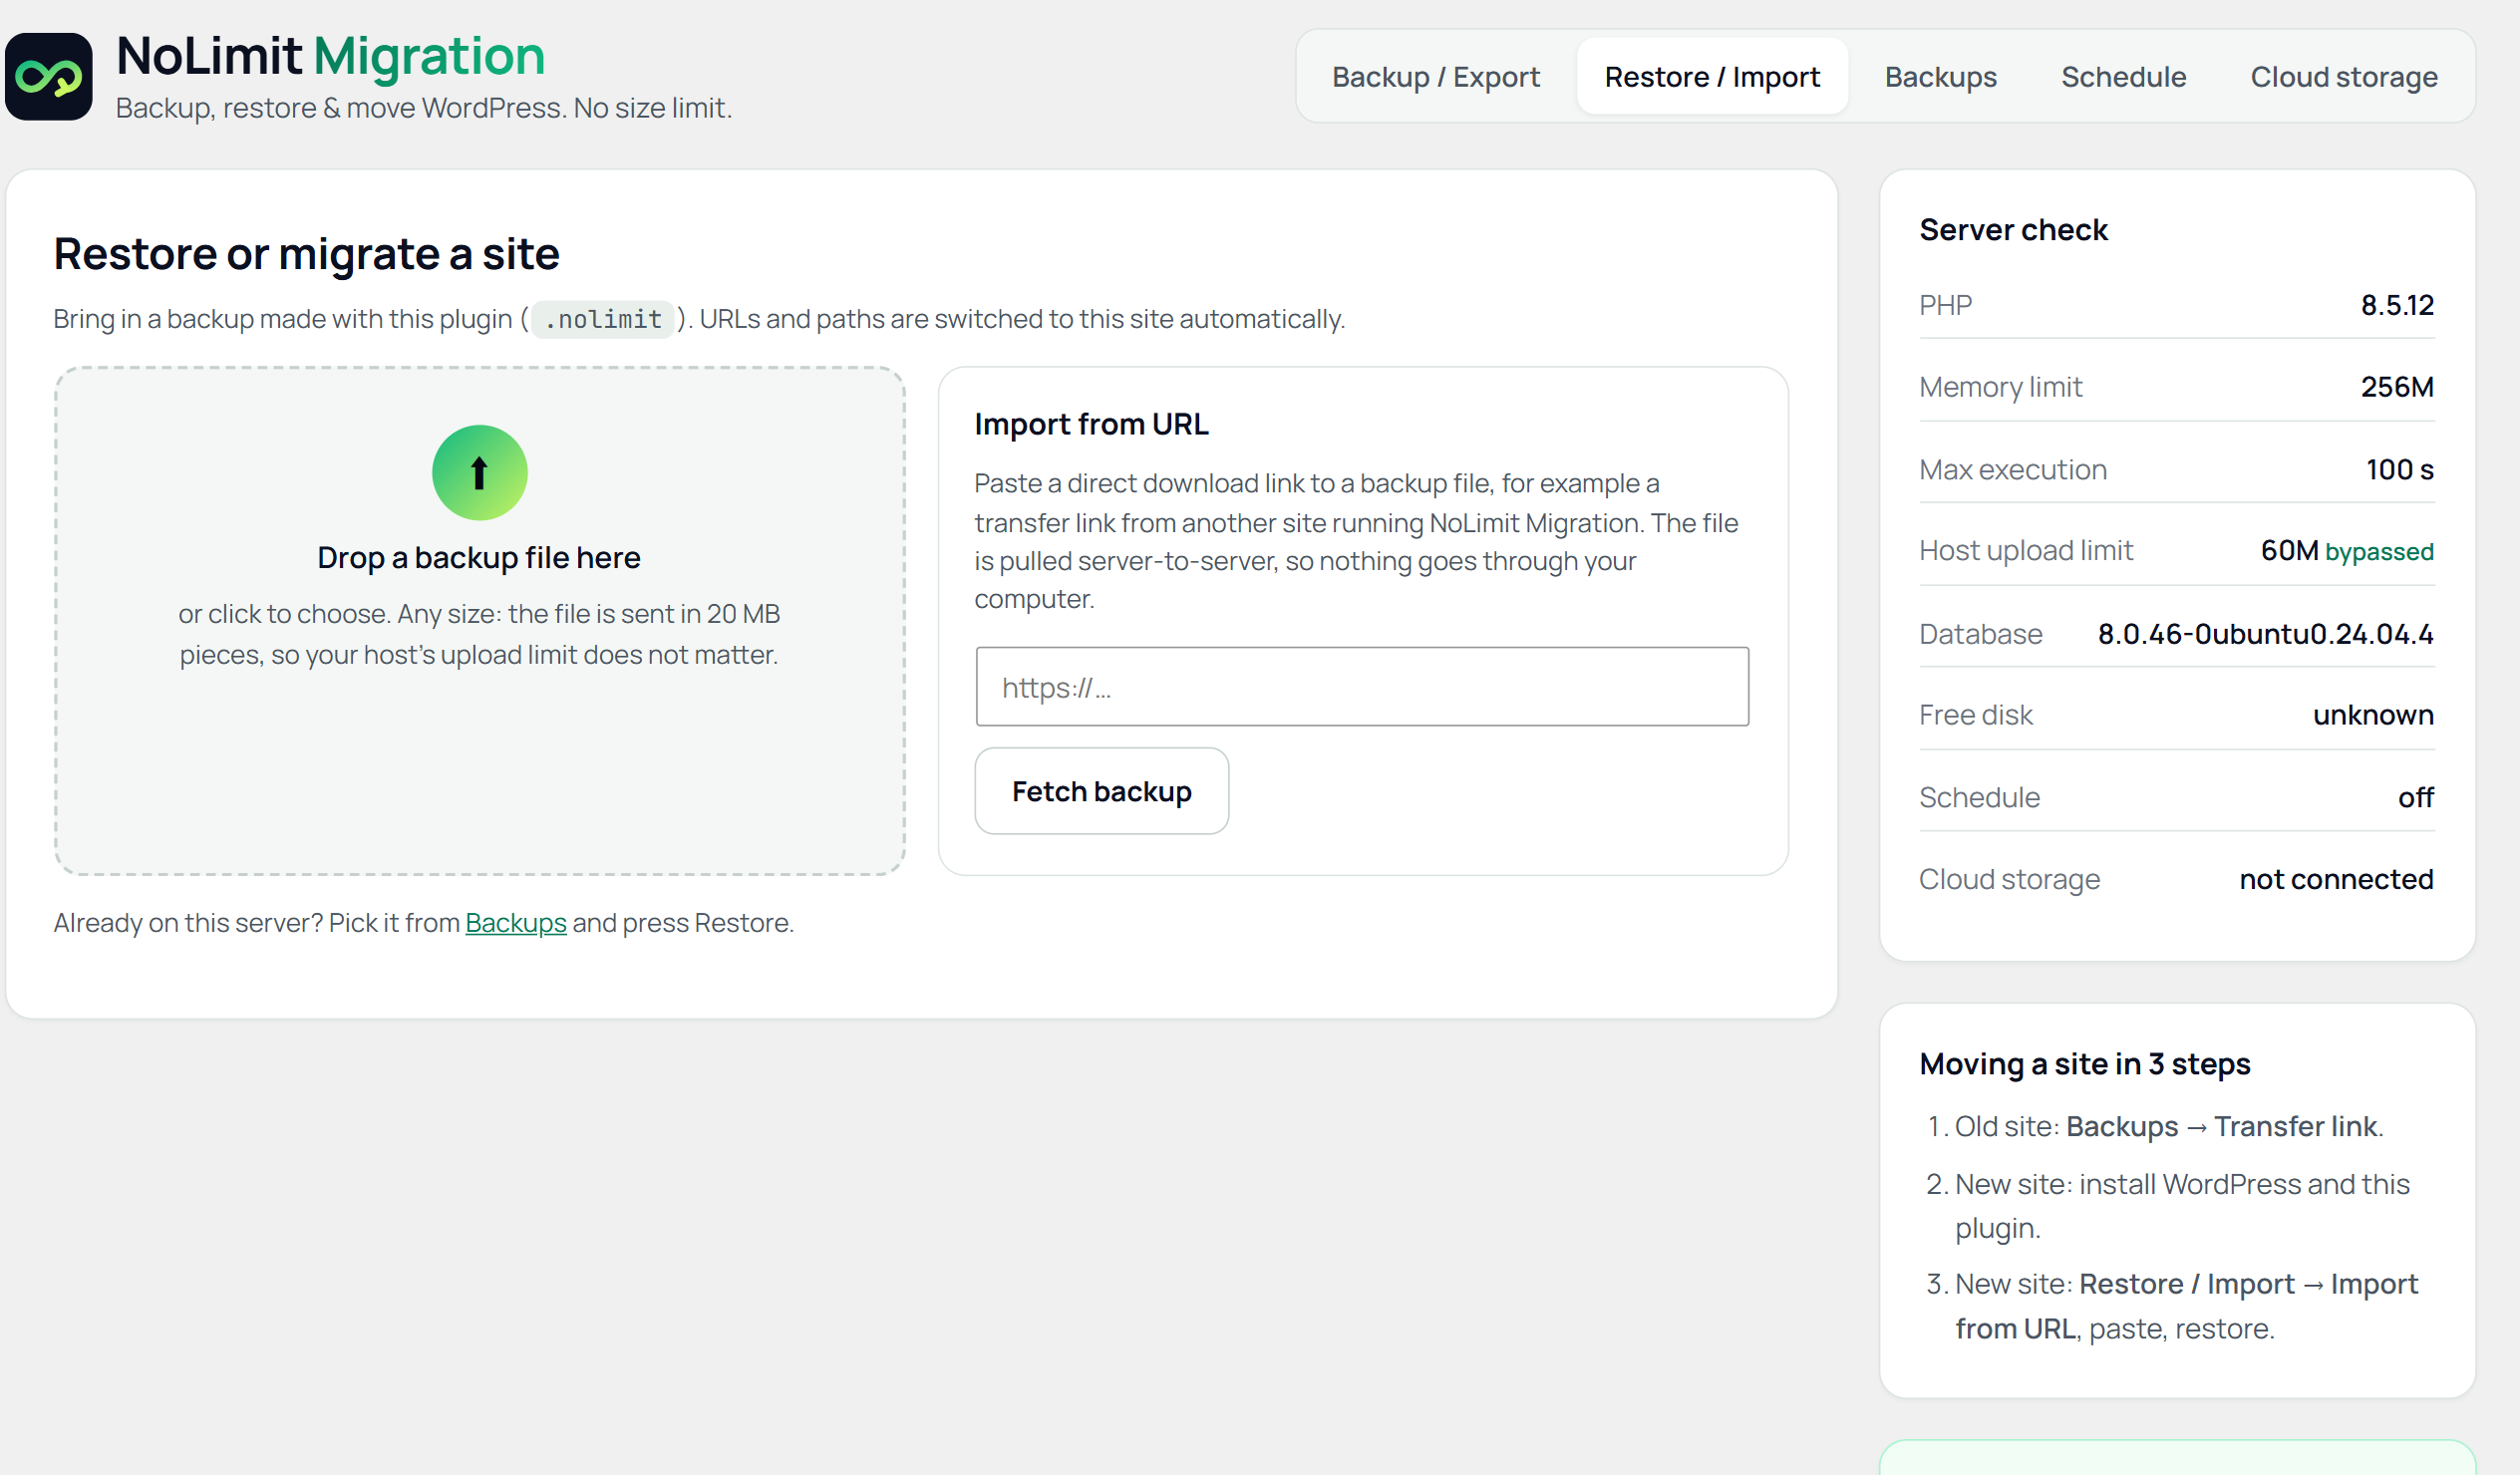 NoLimit Migration
Backup, restore & move WordPress. No size limit.
Backup / Export
Restore / Import
Backups
Schedule
Cloud storage
Restore or migrate a site
Bring in a backup made with this plugin ( .nolimit ). URLs and paths are switched to this site automatically.
Drop a backup file here
or click to choose. Any size: the file is sent in 20 MB
pieces, so your host's upload limit does not matter.
Import from URL
Paste a direct download link to a backup file, for example a
transfer link from another site running NoLimit Migration. The file
is pulled server-to-server, so nothing goes through your
computer.
https://…
Fetch backup
Already on this server? Pick it from Backups and press Restore.
Server check
PHP 8.5.12
Memory limit 256M
Max execution 100 s
Host upload limit 60M bypassed
Database 8.0.46-0ubuntu0.24.04.4
Free disk unknown
Schedule off
Cloud storage not connected
Moving a site in 3 steps
1. Old site: Backups → Transfer link.
2. New site: install WordPress and this
plugin.
3. New site: Restore / Import → Import
from URL, paste, restore.